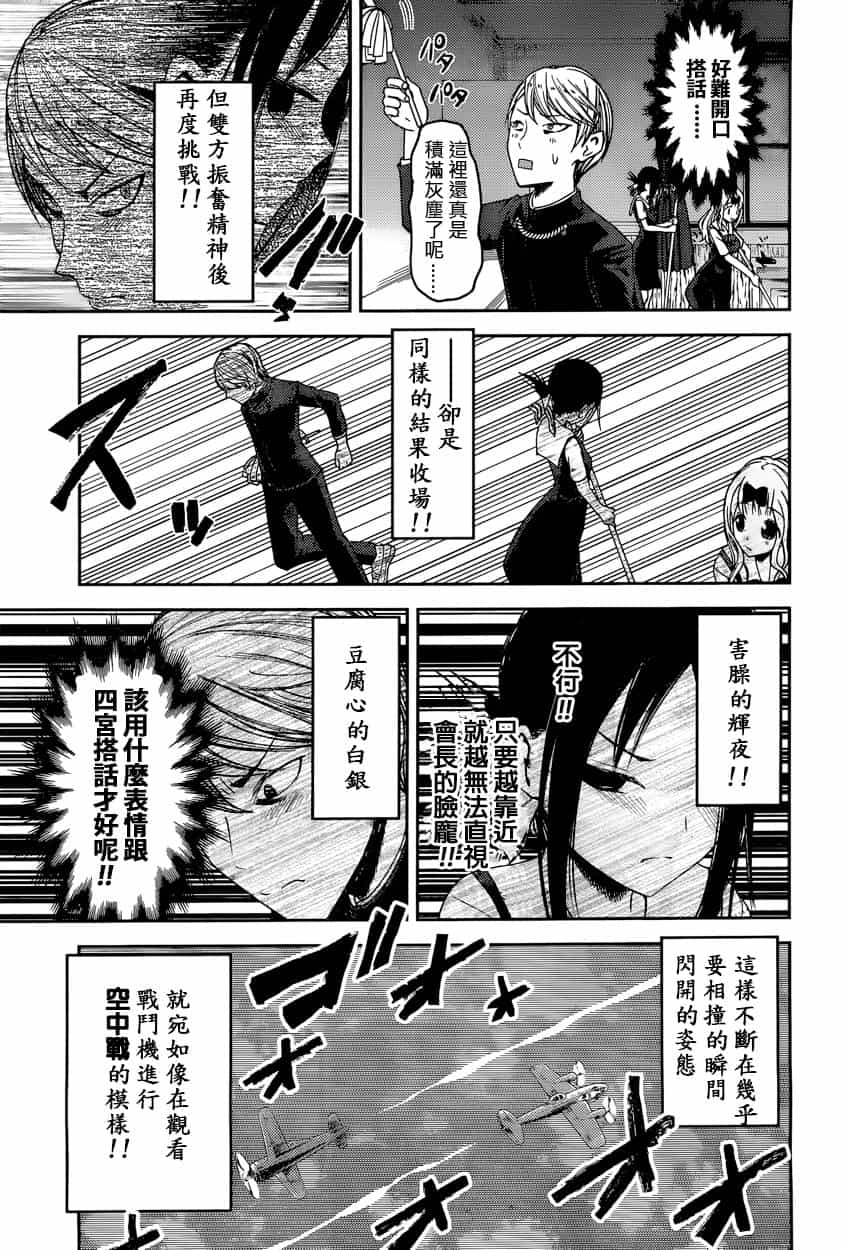 好難開口
搭話……
パタ
パタ
這裡還真是
積滿灰塵了呢……
但雙方振奮精神後
再度挑戰!!
——卻是
同樣的結果收場!!
害臊的輝夜!!
不行!!
只要越靠近
就越無法直視
會長的臉龐!!
豆腐心的白銀
該用什麼表情跟
四宮搭話才好呢!!
這樣不斷在幾乎
要相撞的瞬間
閃開的姿態
就宛如像在觀看
戰鬥機進行
空中戰的模樣!!